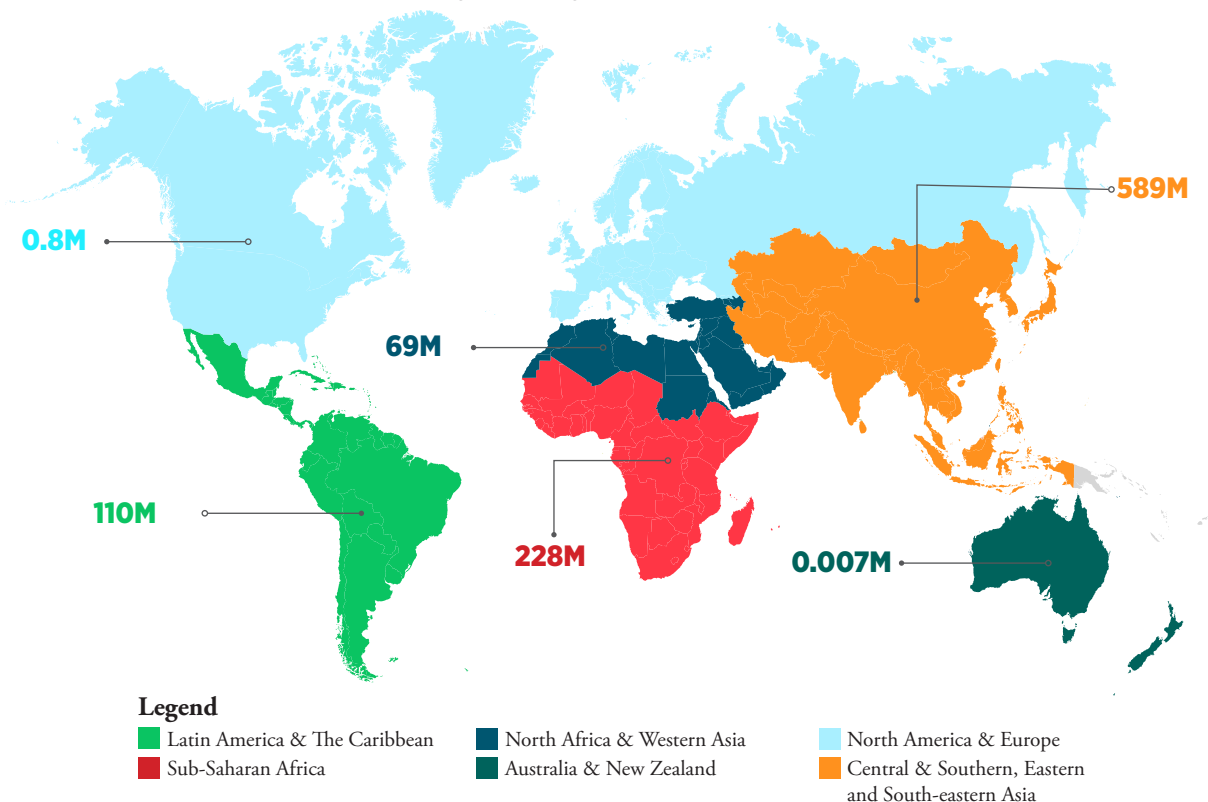 589M
0.8M
69M
110M
228M
0.007M
Legend
Latin America & The Caribbean
North Africa & Western Asia
North America & Europe
Sub-Saharan Africa
Australia & New Zealand
Central & Southern, Eastern
and South-eastern Asia